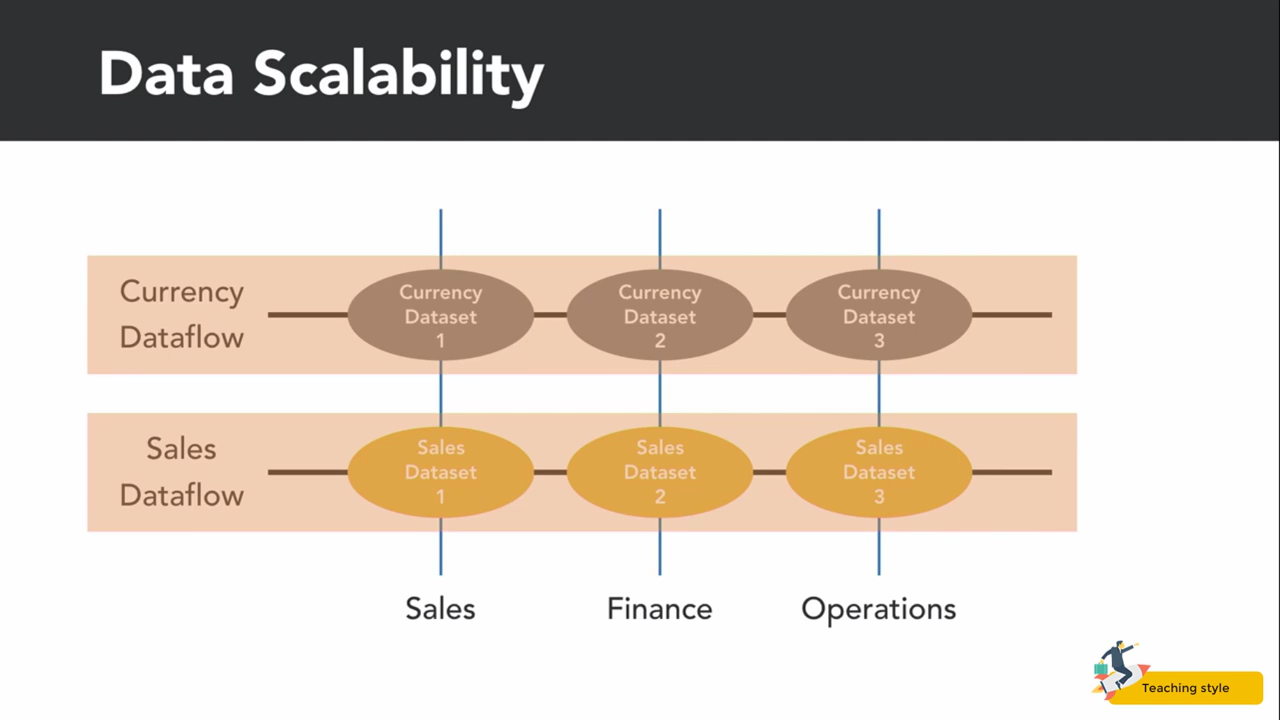 Data Scalability
Currency
Dataflow
Currency
Dataset
1
Currency
Dataset
2
Currency
Dataset
3
Sales
Dataflow
Sales
Dataset
1
Sales
Dataset
2
Sales
Dataset
3
Sales
Finance
Operations
Teaching style